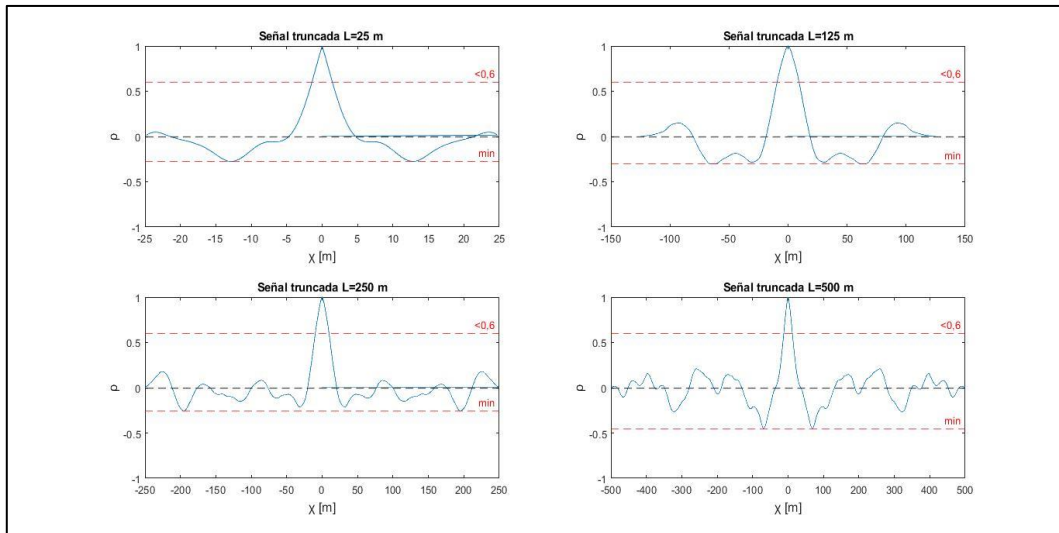 Señal truncada L=25 m
1
<0,6
0.5
ρ
0
min
-0.5
-1
-25 -20 -15 -10 -5 0 5 10 15 20 25
χ [m]
Señal truncada L=125 m
1
<0,6
0.5
ρ
0
min
-0.5
-1
-150 -100 -50 0 50 100 150
χ [m]
Señal truncada L=250 m
1
<0,6
0.5
ρ
0
min
-0.5
-1
-250 -200 -150 -100 -50 0 50 100 150 200 250
χ [m]
Señal truncada L=500 m
1
<0,6
0.5
ρ
0
min
-0.5
-1
-500 -400 -300 -200 -100 0 100 200 300 400 500
χ [m]